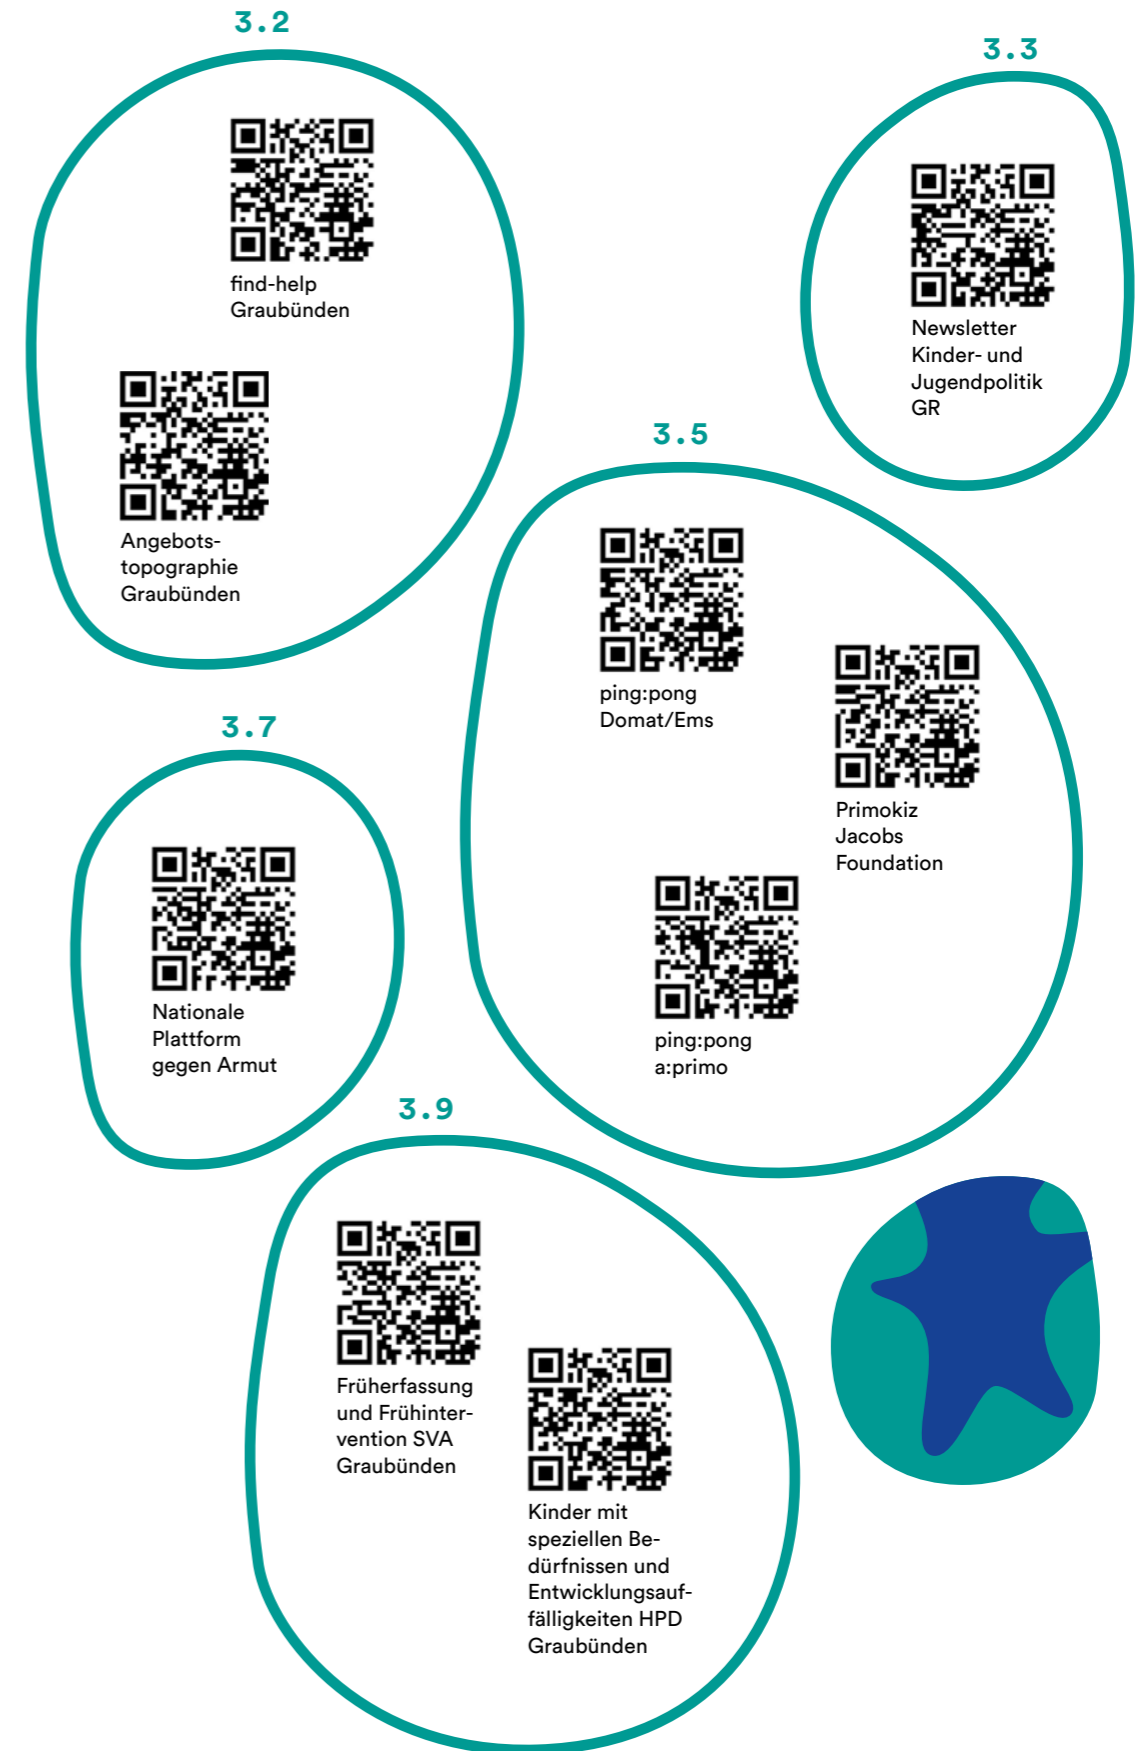 3.2
find-help
Graubünden
Angebots-
topographie
Graubünden
3.3
Newsletter
Kinder- und
Jugendpolitik
GR
3.5
ping:pong
Domat/Ems
Primokiz
Jacobs
Foundation
ping:pong
a:primo
3.7
Nationale
Plattform
gegen Armut
3.9
Früherfassung
und Frühinter-
vention SVA
Graubünden
Kinder mit
speziellen Be-
dürfnissen und
Entwicklungsauf-
fälligkeiten HPD
Graubünden